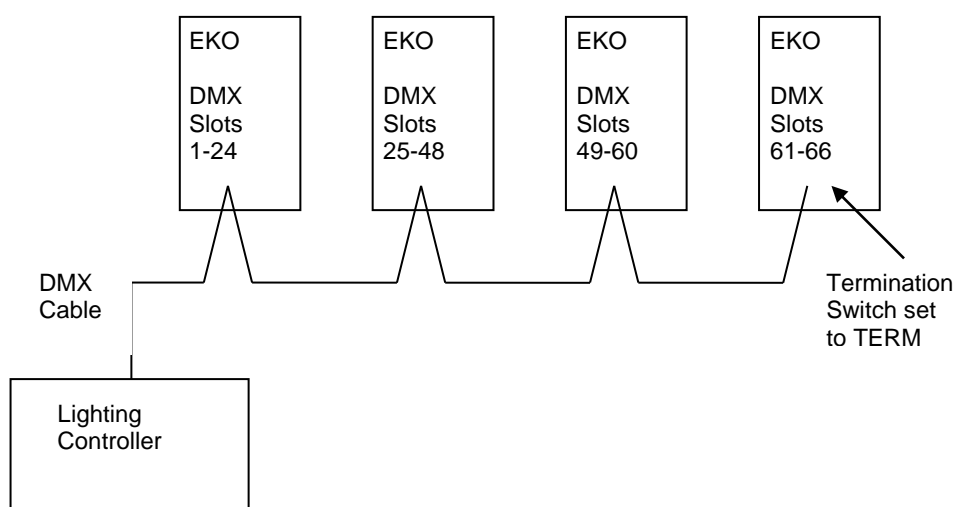 EKO
DMX
Slots
1-24
EKO
DMX
Slots
25-48
EKO
DMX
Slots
49-60
EKO
DMX
Slots
61-66
DMX
Cable
Termination
Switch set
to TERM
Lighting
Controller